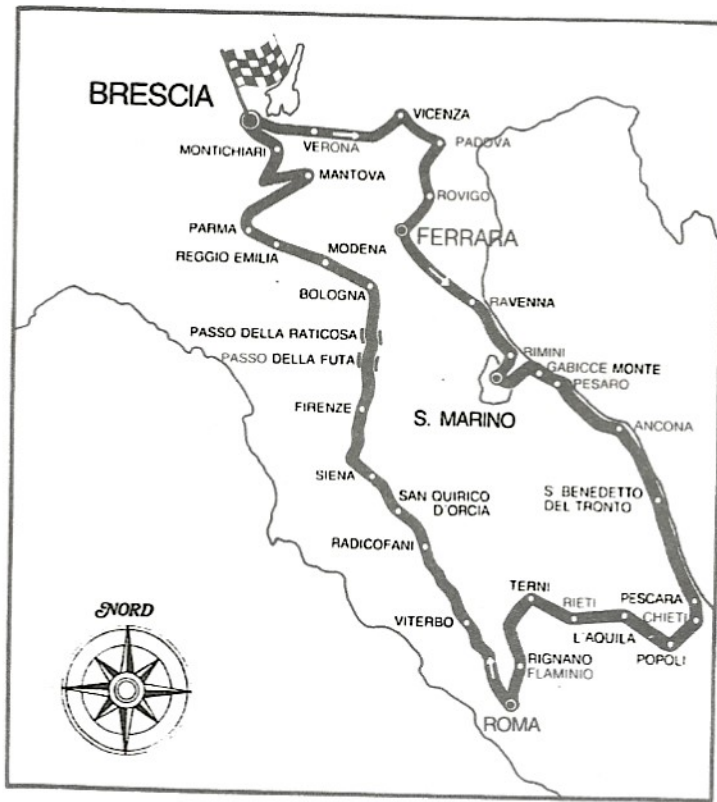 BRESCIA
VICENZA
VERONA
PADOVA
MONTICHIARI
MANTOVA
ROVIGO
PARMA
FERRARA
MODENA
REGGIO EMILIA
BOLOGNA
RAVENNA
PASSO DELLA RATICOSA
PASSO DELLA FUTA
RIMINI
GABICCE MONTE
PESARO
FIRENZE
S. MARINO
ANCONA
SIENA
SAN QUIRICO
D'ORCIA
S. BENEDETTO
DEL TRONTO
RADICOFANI
TERNI
RIETI
PESCARA
CHIETI
NORD
VITERBO
L'AQUILA
POPOLI
RIGNANO
FLAMINIO
ROMA